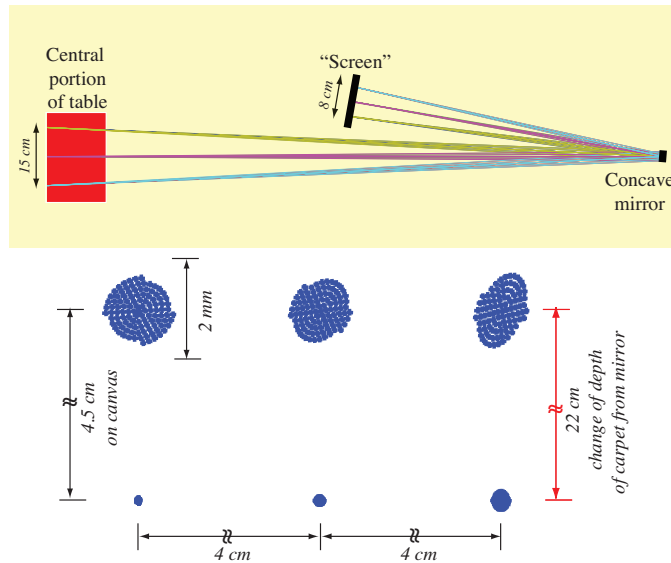 Central
portion
of table
“Screen”
8 cm
15 cm
Concave
mirror
2 mm
4.5 cm
on canvas
22 cm
change of depth
of carpet from mirror
4 cm
4 cm